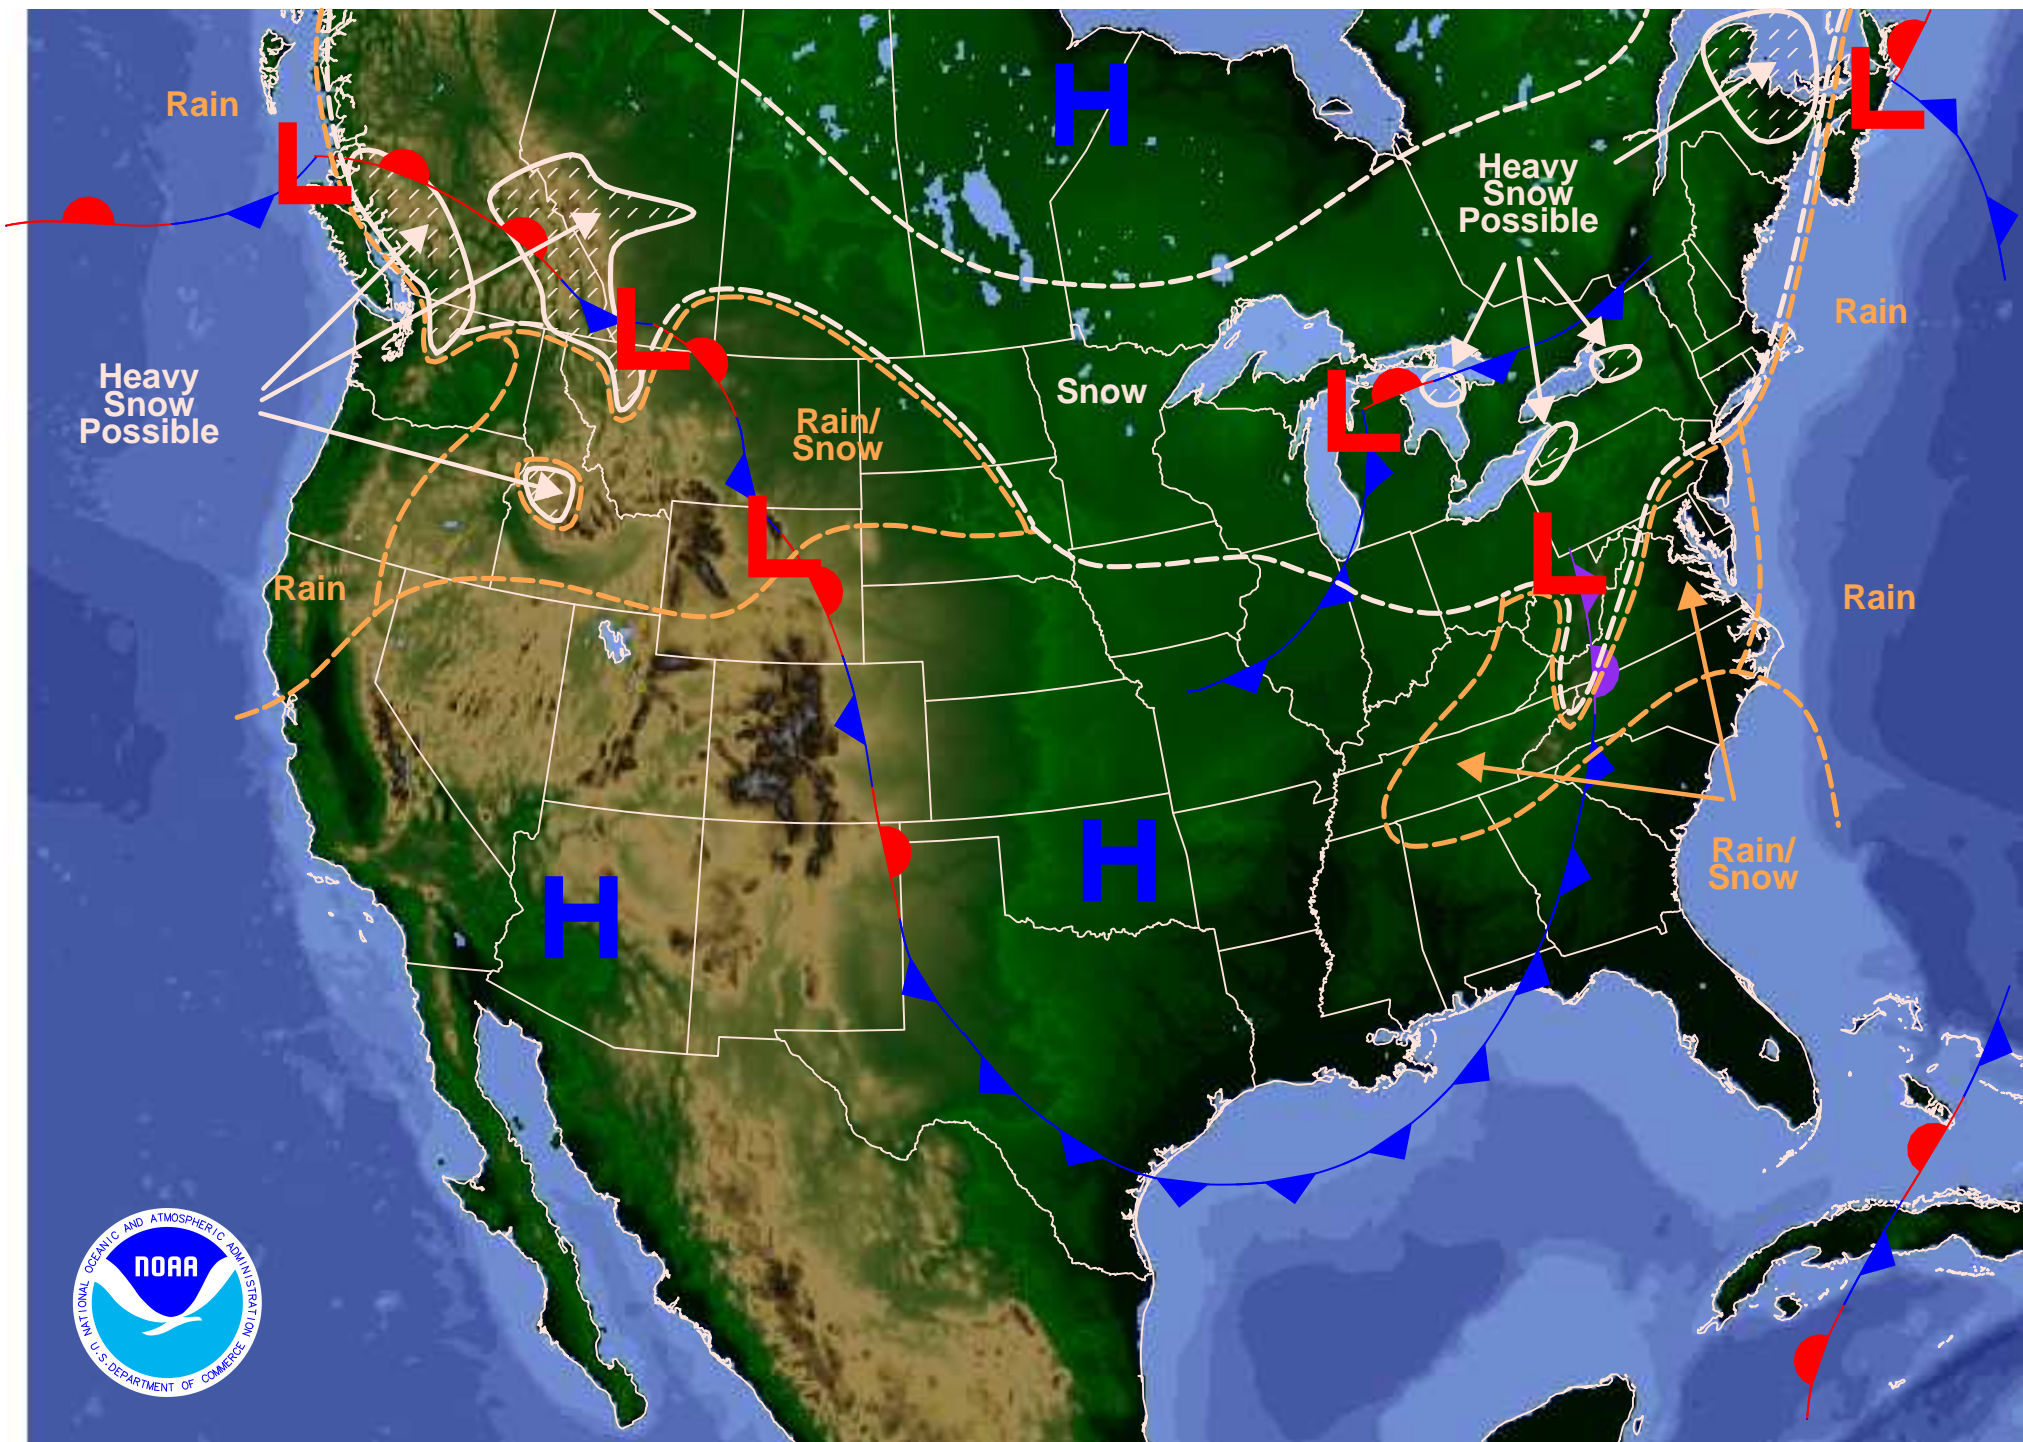 Rain
H
L
L
Heavy
Snow
Possible
L
Rain
Heavy
Snow
Possible
L
Snow
Rain/
Snow
L
L
L
Rain
Rain
H
H
Rain/
Snow
NATIONAL OCEANIC AND ATMOSPHERIC ADMINISTRATION
NOAA
U.S. DEPARTMENT OF COMMERCE